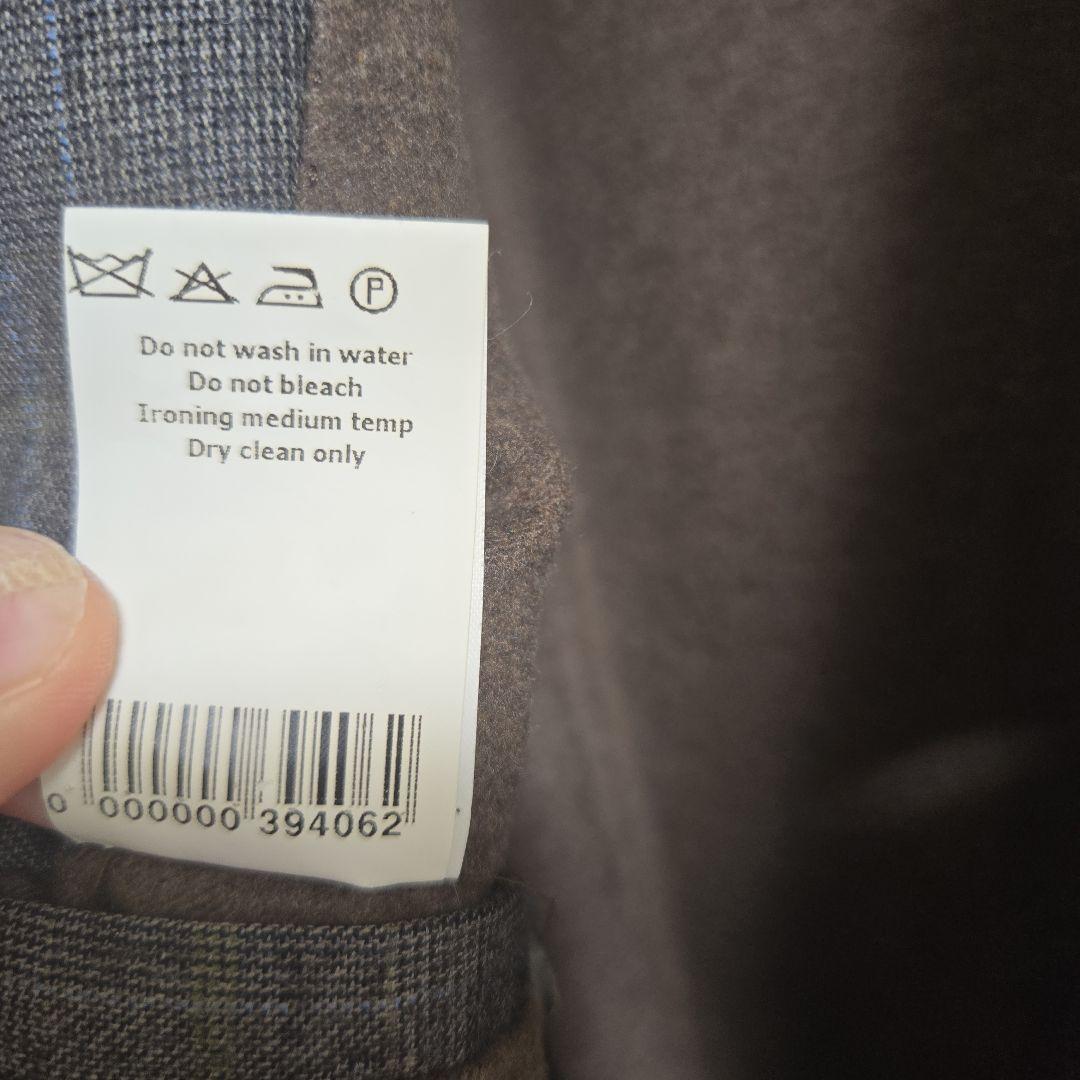 P
Do not wash in water
Do not bleach
Ironing medium temp
Dry clean only
0 000000 394062